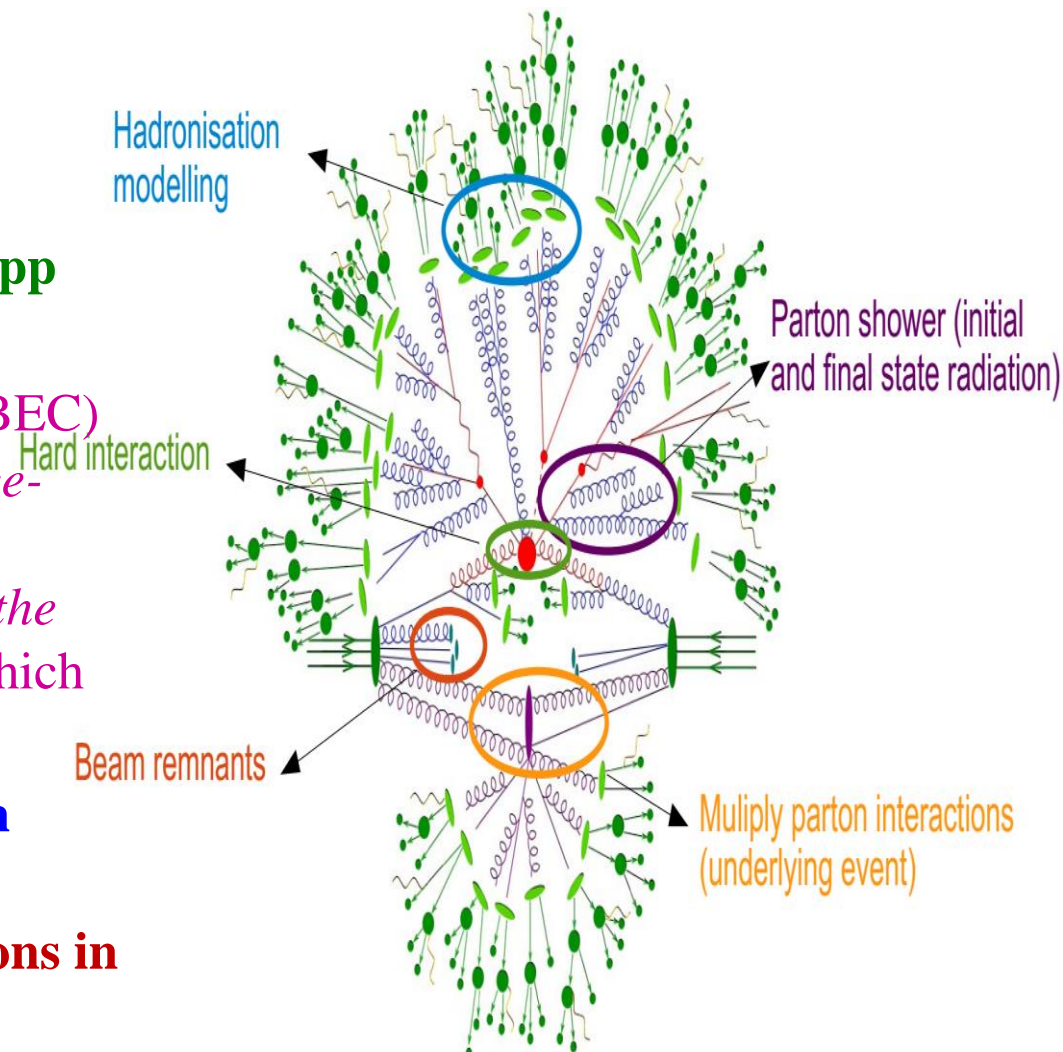 Hadronisation
modelling
pp
Parton shower (initial
and final state radiation)
BEC)
Hard interaction
e-
the
hich
Beam remnants
Muliply parton interactions
(underlying event)
ons in